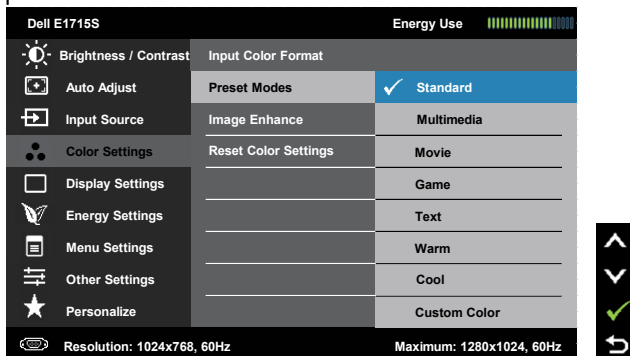 Dell E1715S Energy Use
Brightness / Contrast Input Color Format
Auto Adjust Preset Modes Standard
Input Source Image Enhance Multimedia
Color Settings Reset Color Settings Movie
Display Settings Game
Energy Settings Text
Menu Settings Warm
Other Settings Cool
Personalize Custom Color
Resolution: 1024x768, 60Hz Maximum: 1280x1024, 60Hz